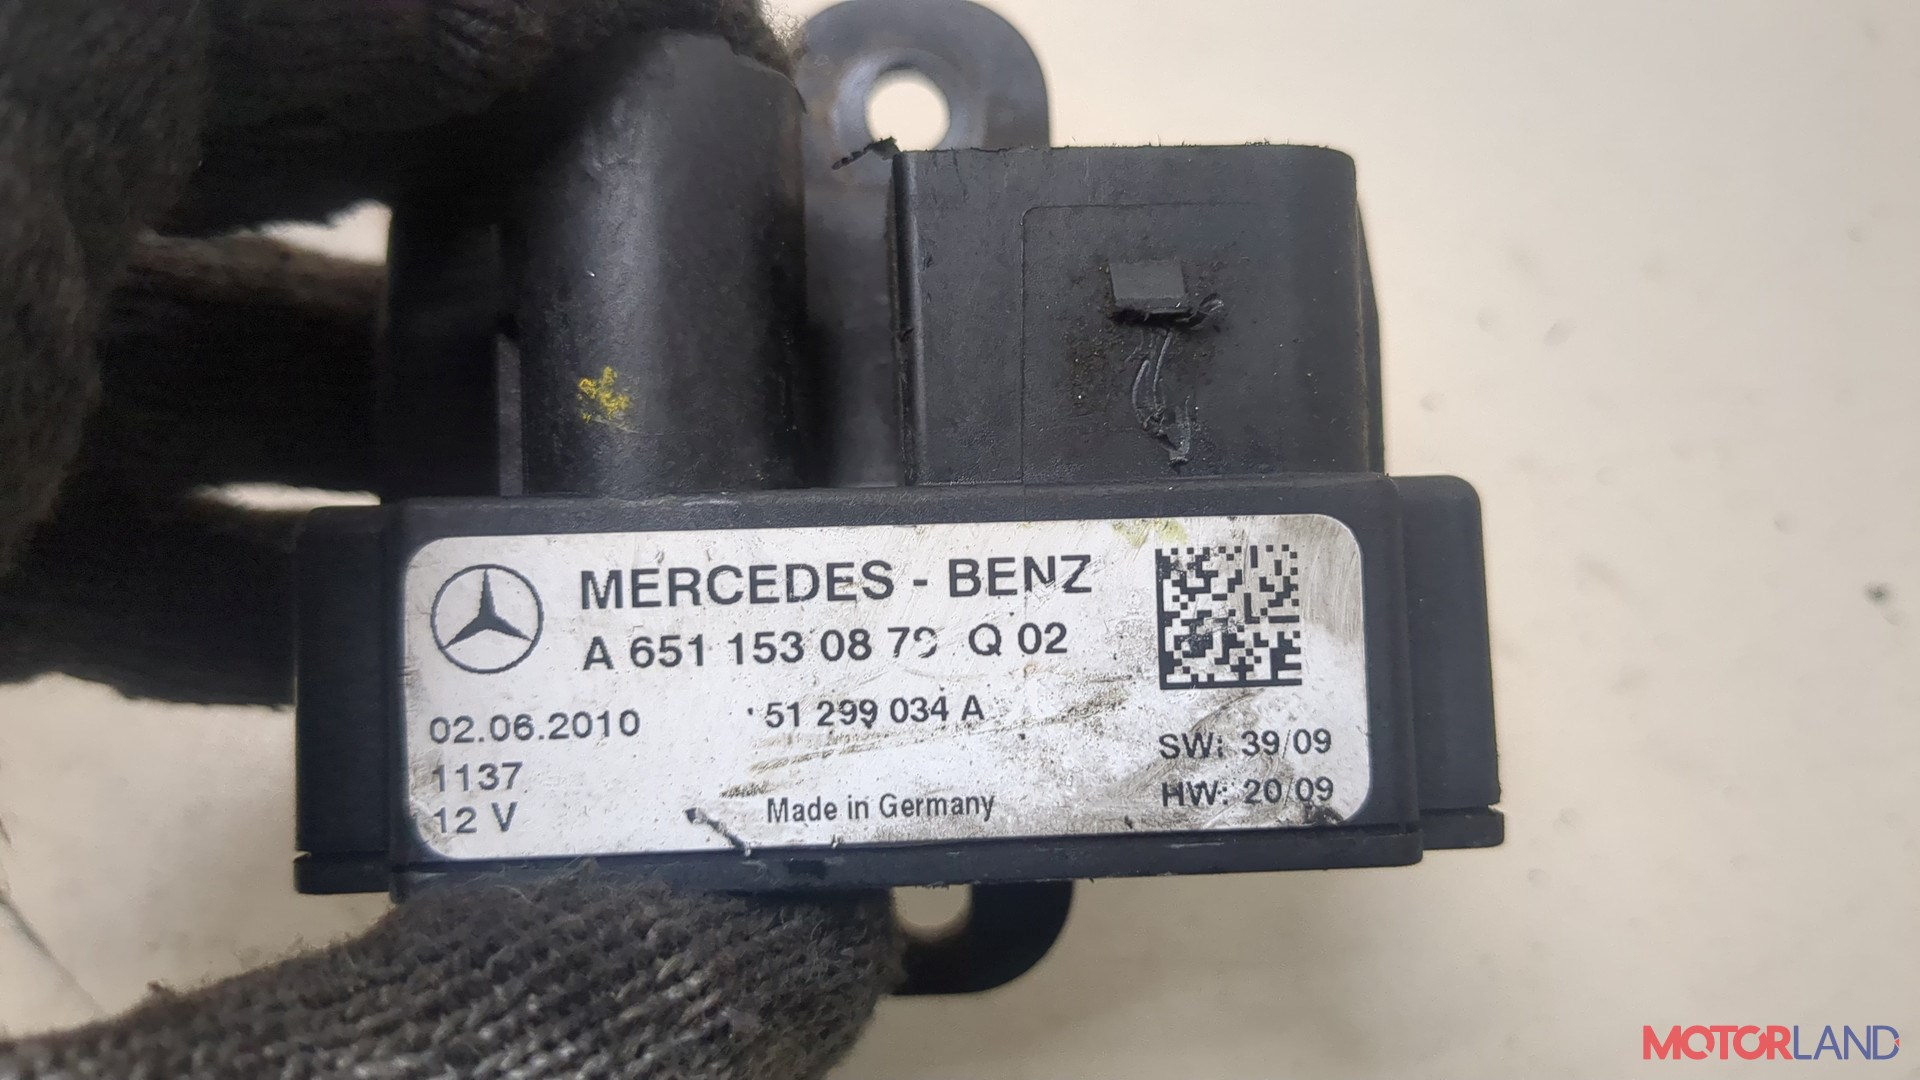 MERCEDES - BENZ
A 651 153 08 79 Q 02
02.06.2010
51 299 034 A
1137
12 V
Made in Germany
SW: 39/09
HW: 20/09
MOTORLAND